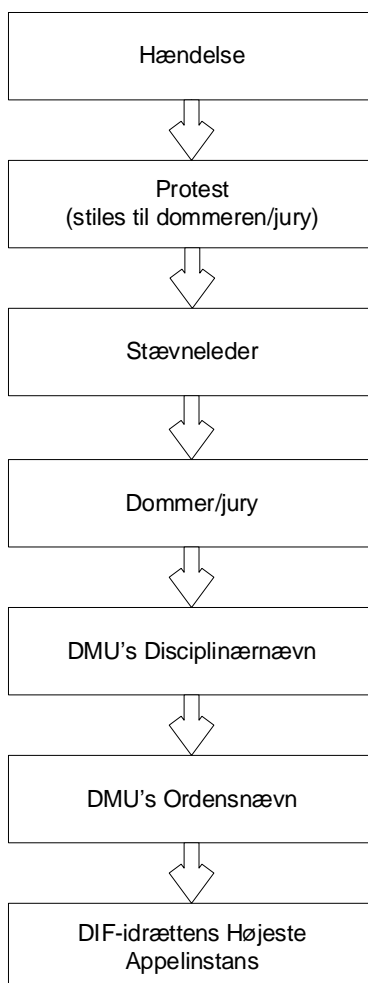 Hændelse
Protest
(stiles til dommeren/jury)
Stævneleder
Dommer/jury
DMU's Disciplinærnævn
DMU's Ordensnævn
DIF-idrættens Højeste
Appelinstans